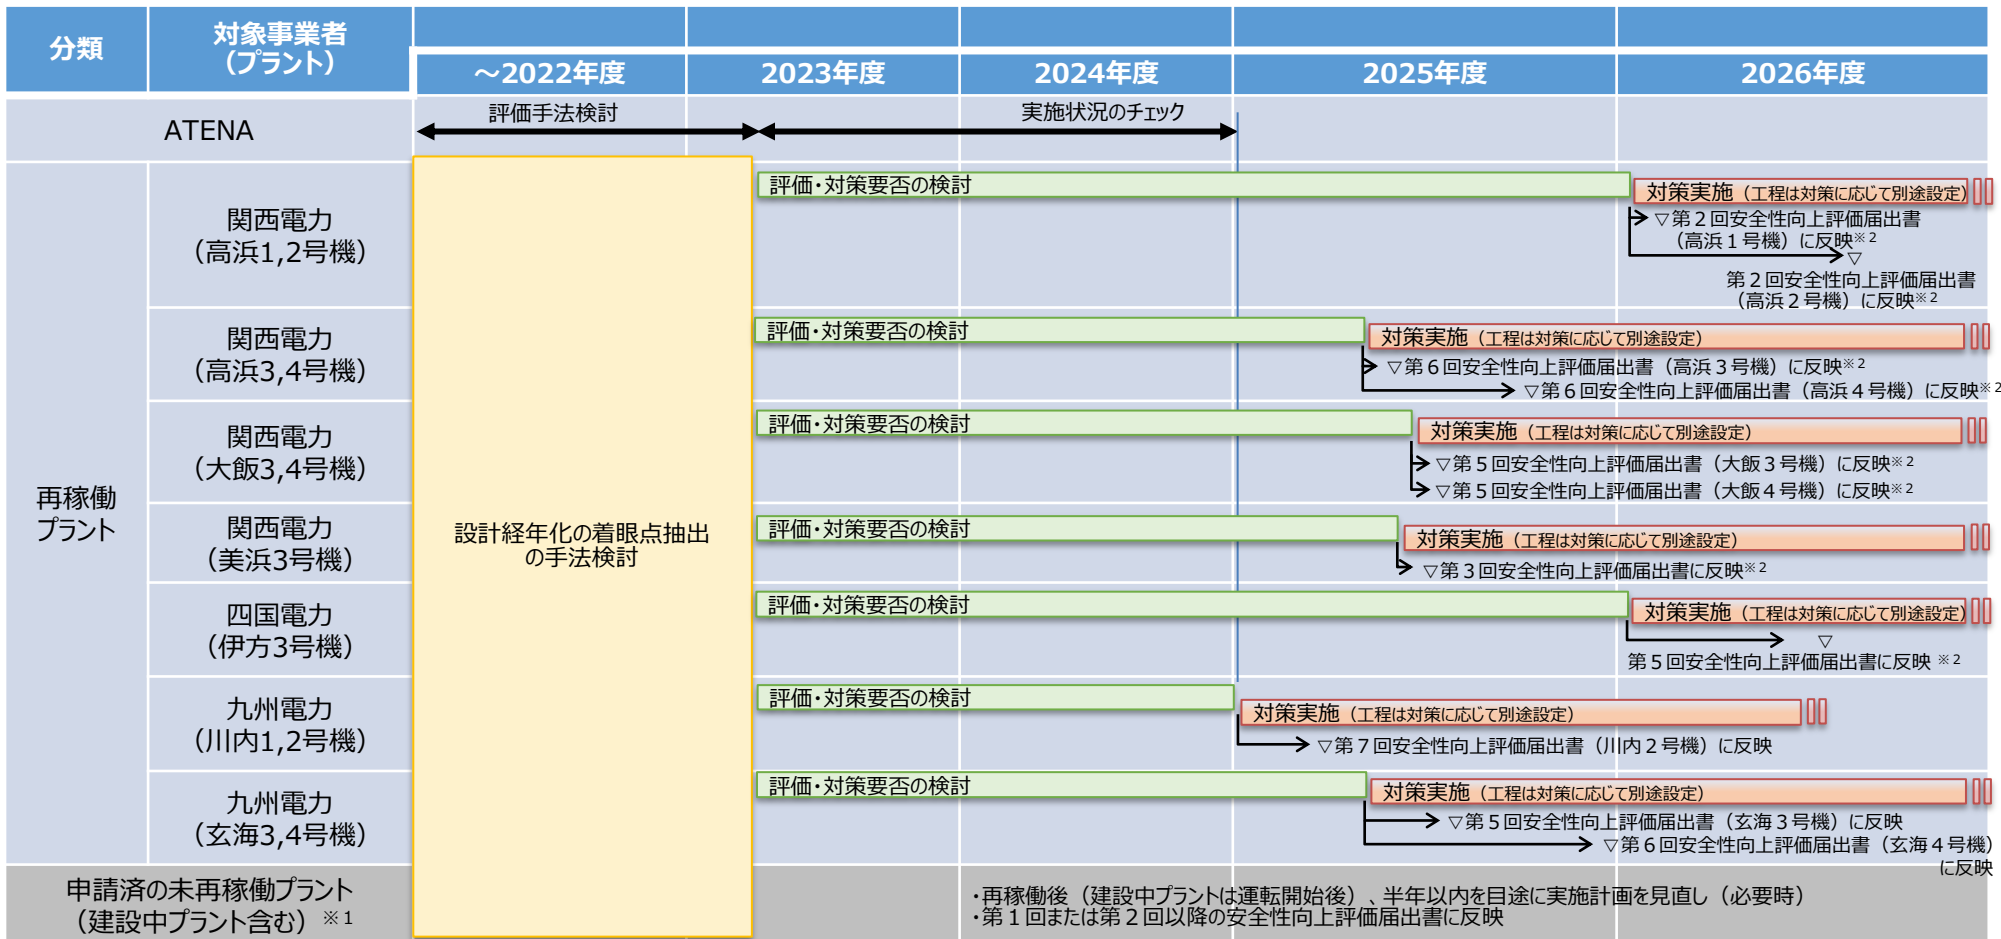 分類
対象事業者
（プラント）
～2022年度
2023年度
2024年度
2025年度
2026年度
ATENA
評価手法検討
実施状況のチェック
再稼働
プラント
設計経年化の着眼点抽出
の手法検討
関西電力
（高浜1,2号機）
評価・対策要否の検討
対策実施（工程は対策に応じて別途設定）
▽第２回安全性向上評価届出書
（高浜１号機）に反映※2
▽
第２回安全性向上評価届出書
（高浜２号機）に反映※2
関西電力
（高浜3,4号機）
評価・対策要否の検討
対策実施（工程は対策に応じて別途設定）
▽第６回安全性向上評価届出書（高浜３号機）に反映※2
▽第６回安全性向上評価届出書（高浜４号機）に反映※2
関西電力
（大飯3,4号機）
評価・対策要否の検討
対策実施（工程は対策に応じて別途設定）
▽第５回安全性向上評価届出書（大飯３号機）に反映※2
▽第５回安全性向上評価届出書（大飯４号機）に反映※2
関西電力
（美浜3号機）
評価・対策要否の検討
対策実施（工程は対策に応じて別途設定）
▽第３回安全性向上評価届出書に反映※2
四国電力
（伊方3号機）
評価・対策要否の検討
対策実施（工程は対策に応じて別途設定）
▽
第５回安全性向上評価届出書に反映 ※2
九州電力
（川内1,2号機）
評価・対策要否の検討
対策実施（工程は対策に応じて別途設定）
▽第７回安全性向上評価届出書（川内２号機）に反映
九州電力
（玄海3,4号機）
評価・対策要否の検討
対策実施（工程は対策に応じて別途設定）
▽第５回安全性向上評価届出書（玄海３号機）に反映
▽第６回安全性向上評価届出書（玄海４号機）
に反映
申請済の未再稼働プラント
（建設中プラント含む）※1
・再稼働後（建設中プラントは運転開始後）、半年以内を目途に実施計画を見直し（必要時）
・第１回または第２回以降の安全性向上評価届出書に反映